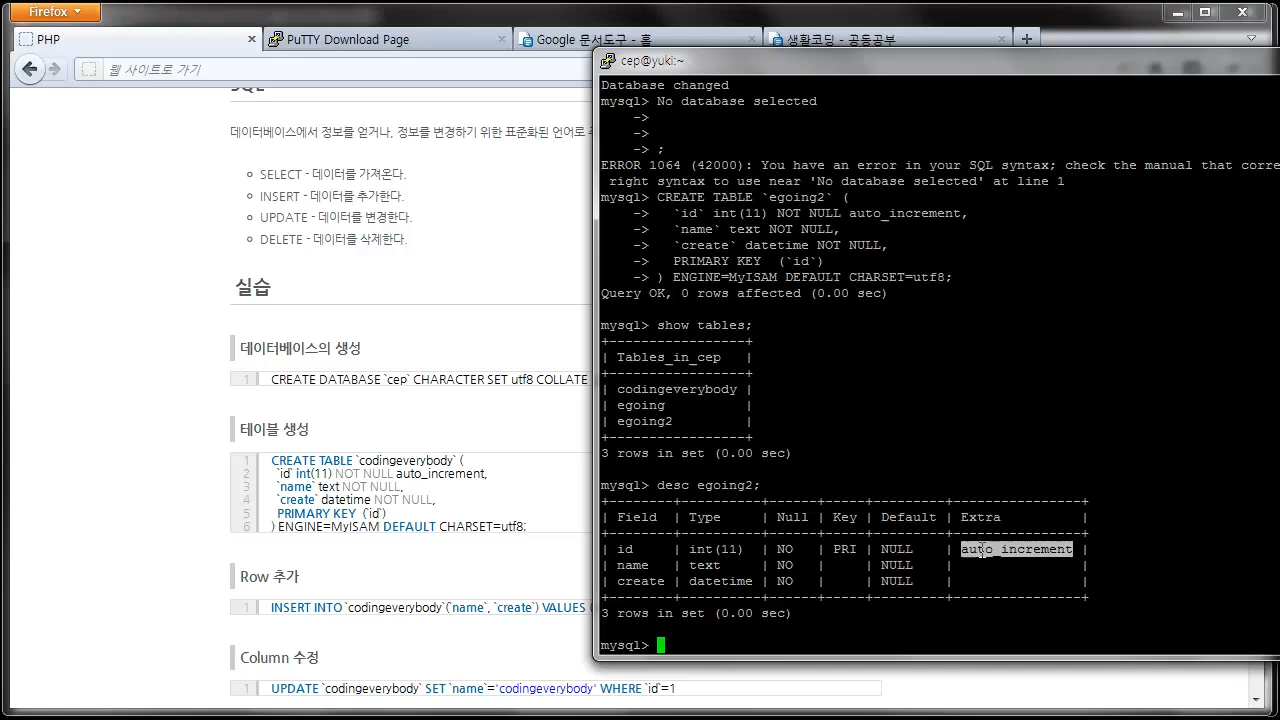 Firefox
PHP
PuTTY Download Page
Google 문서도구 - 홈
생활코딩 - 공동공부
웹 사이트로 가기
SQL
데이터베이스에서 정보를 얻거나, 정보를 변경하기 위한 표준화된 언어로
SELECT - 데이터를 가져온다.
INSERT - 데이터를 추가한다.
UPDATE - 데이터를 변경한다.
DELETE - 데이터를 삭제한다.
실습
데이터베이스의 생성
1 CREATE DATABASE `cep` CHARACTER SET utf8 COLLATE
테이블 생성
1 CREATE TABLE `codingeverybody` (
2 `id` int(11) NOT NULL auto_increment,
3 `name` text NOT NULL,
4 `create` datetime NOT NULL,
5 PRIMARY KEY (`id`)
6 ) ENGINE=MyISAM DEFAULT CHARSET=utf8;
Row 추가
1 INSERT INTO `codingeverybody`(`name`, `create`) VALUES (
Column 수정
1 UPDATE `codingeverybody` SET `name`='codingeverybody' WHERE `id`=1
cep@yuki:~
Database changed
mysql> No database selected
->
->
-> ;
ERROR 1064 (42000): You have an error in your SQL syntax; check the manual that corre
right syntax to use near 'No database selected' at line 1
mysql> CREATE TABLE `egoing2` (
-> `id` int(11) NOT NULL auto_increment,
-> `name` text NOT NULL,
-> `create` datetime NOT NULL,
-> PRIMARY KEY (`id`)
-> ) ENGINE=MyISAM DEFAULT CHARSET=utf8;
Query OK, 0 rows affected (0.00 sec)
mysql> show tables;
+-----------------+
| Tables_in_cep |
+-----------------+
| codingeverybody |
| egoing |
| egoing2 |
+-----------------+
3 rows in set (0.00 sec)
mysql> desc egoing2;
+--------+----------+------+-----+---------+----------------+
| Field | Type | Null | Key | Default | Extra |
+--------+----------+------+-----+---------+----------------+
| id | int(11) | NO | PRI | NULL | auto_increment |
| name | text | NO | | NULL | |
| create | datetime | NO | | NULL | |
+--------+----------+------+-----+---------+----------------+
3 rows in set (0.00 sec)
mysql>